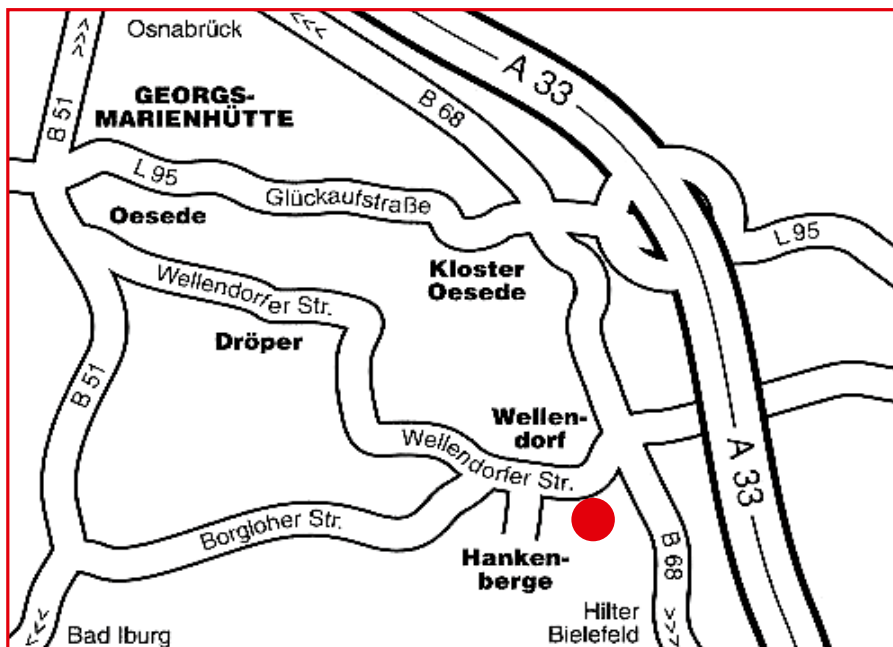 Osnabrück
<<<
>>>
A 33
GEORGS-
MARIENHÜTTE
B 51
B 68
L 95
Glückaufstraße
Oesede
L 95
Kloster
Oesede
Wellendorfer Str.
Dröper
B 51
Wellen-
dorf
Wellendorfer Str.
A 33
Borgloher Str.
Hanken-
berge
B 68
Hilter
Bielefeld
>>>
<<<
Bad Iburg